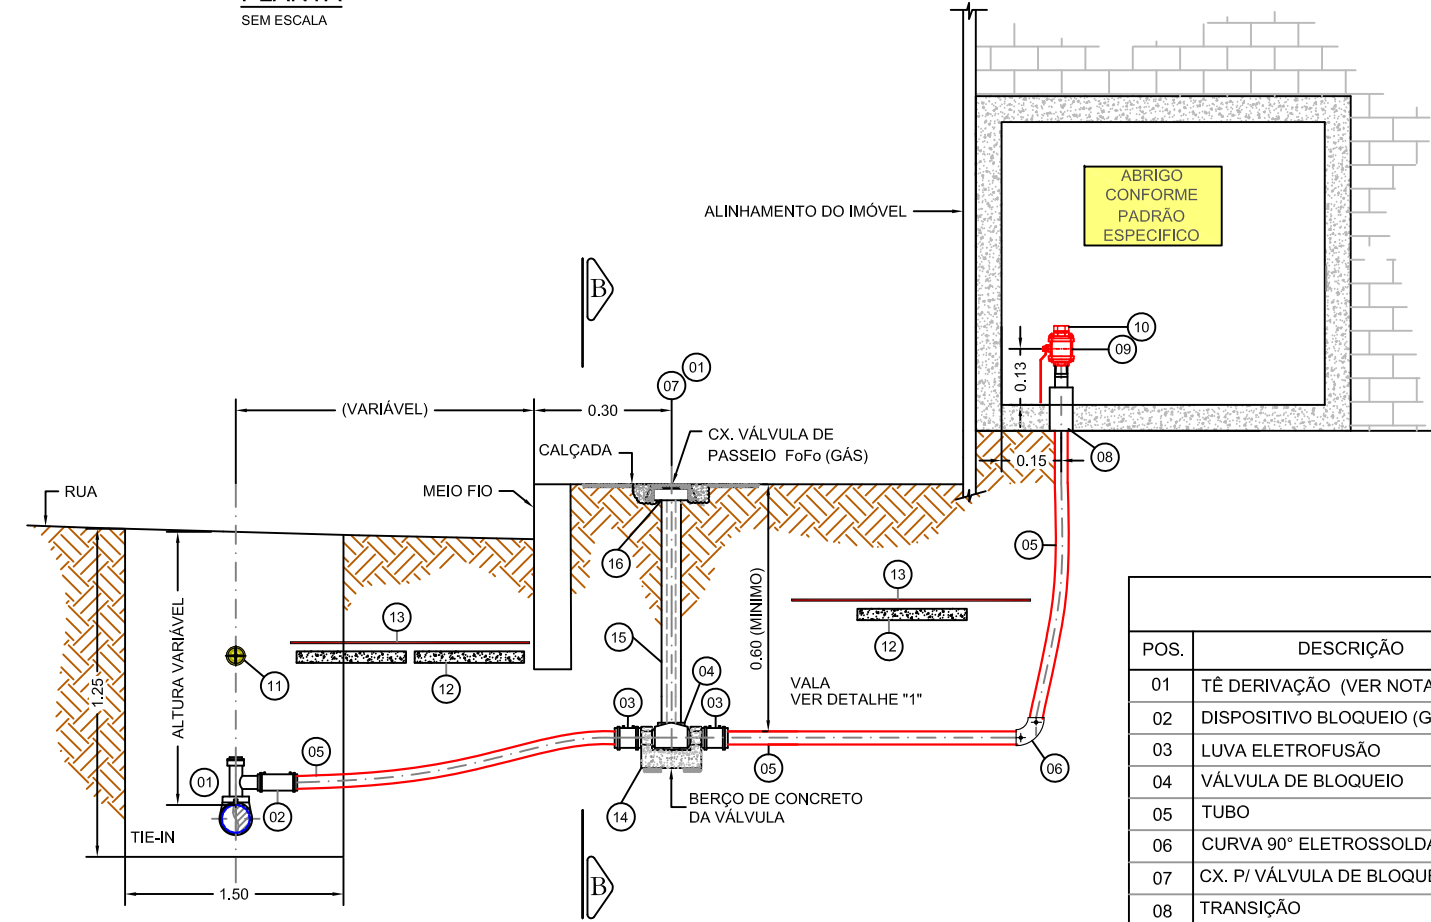 SEM ESCALA
ABRIGO
CONFORME
PADRÃO
ESPECIFICO
ALINHAMENTO DO IMÓVEL
B
10
09
0.13
01
07
(VARIÁVEL)
0.30
CX. VÁLVULA DE
PASSEIO FoFo (GÁS)
CALÇADA
08
0.15
RUA
MEIO FIO
05
16
13
13
12
0.60 (MINIMO)
ALTURA VARIÁVEL
1.25
15
11
12
04
VALA
VER DETALHE "1"
03
03
05
01
05
06
02
14
BERÇO DE CONCRETO
DA VÁLVULA
TIE-IN
B
1.50
POS. DESCRIÇÃO
01 TÊ DERIVAÇÃO (VER NOTA
02 DISPOSITIVO BLOQUEIO (G
03 LUVA ELETROFUSÃO
04 VÁLVULA DE BLOQUEIO
05 TUBO
06 CURVA 90° ELETROSSOLDA
07 CX. P/ VÁLVULA DE BLOQUE
08 TRANSIÇÃO